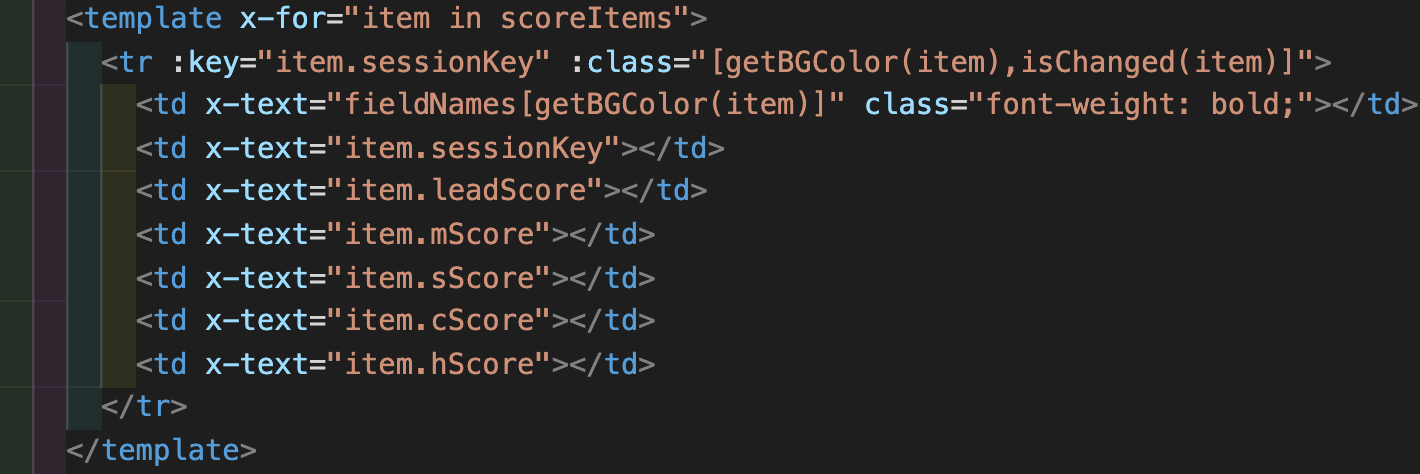 <template x-for="item in scoreItems">
<tr :key="item.sessionKey" :class="[getBGColor(item),isChanged(item)]">
<td x-text="fieldNames[getBGColor(item)]" class="font-weight: bold;"></td>
<td x-text="item.sessionKey"></td>
<td x-text="item.leadScore"></td>
<td x-text="item.mScore"></td>
<td x-text="item.sScore"></td>
<td x-text="item.cScore"></td>
<td x-text="item.hScore"></td>
</tr>
</template>